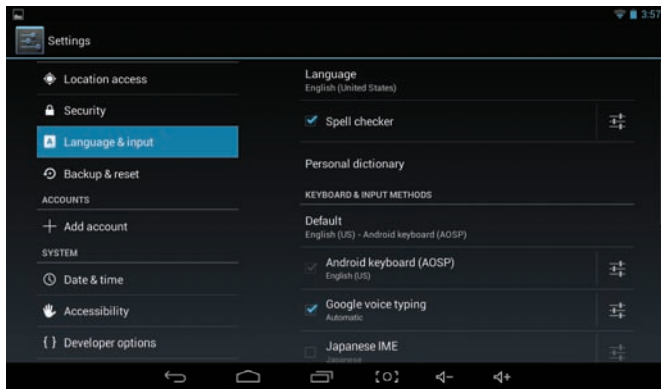 3:57
Settings
Location access
Security
Language & input
Backup & reset
ACCOUNTS
Add account
SYSTEM
Date & time
Accessibility
{ } Developer options
Language
English (United States)
Spell checker
Personal dictionary
KEYBOARD & INPUT METHODS
Default
English (US) - Android keyboard (AOSP)
Android keyboard (AOSP)
English (US)
Google voice typing
Automatic
Japanese IME
Japanese